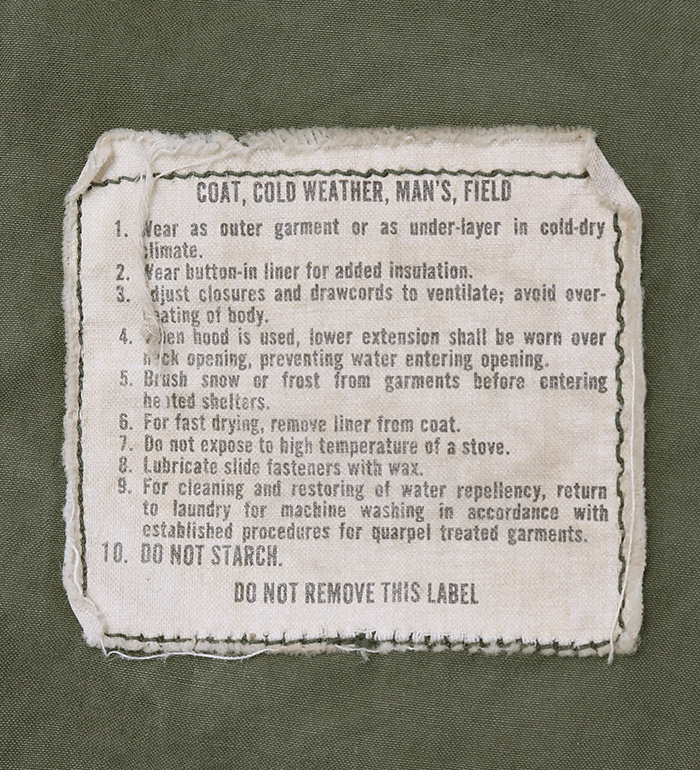 COAT, COLD WEATHER, MAN'S, FIELD
1. Wear as outer garment or as under-layer in cold-dry
climate.
2. Wear button-in liner for added insulation.
3. Adjust closures and drawcords to ventilate; avoid over-
heating of body.
4. When hood is used, lower extension shall be worn over
neck opening, preventing water entering opening.
5. Brush snow or frost from garments before entering
heated shelters.
6. For fast drying, remove liner from coat.
7. Do not expose to high temperature of a stove.
8. Lubricate slide fasteners with wax.
9. For cleaning and restoring of water repellency, return
to laundry for machine washing in accordance with
established procedures for quarpel treated garments.
10. DO NOT STARCH.
DO NOT REMOVE THIS LABEL